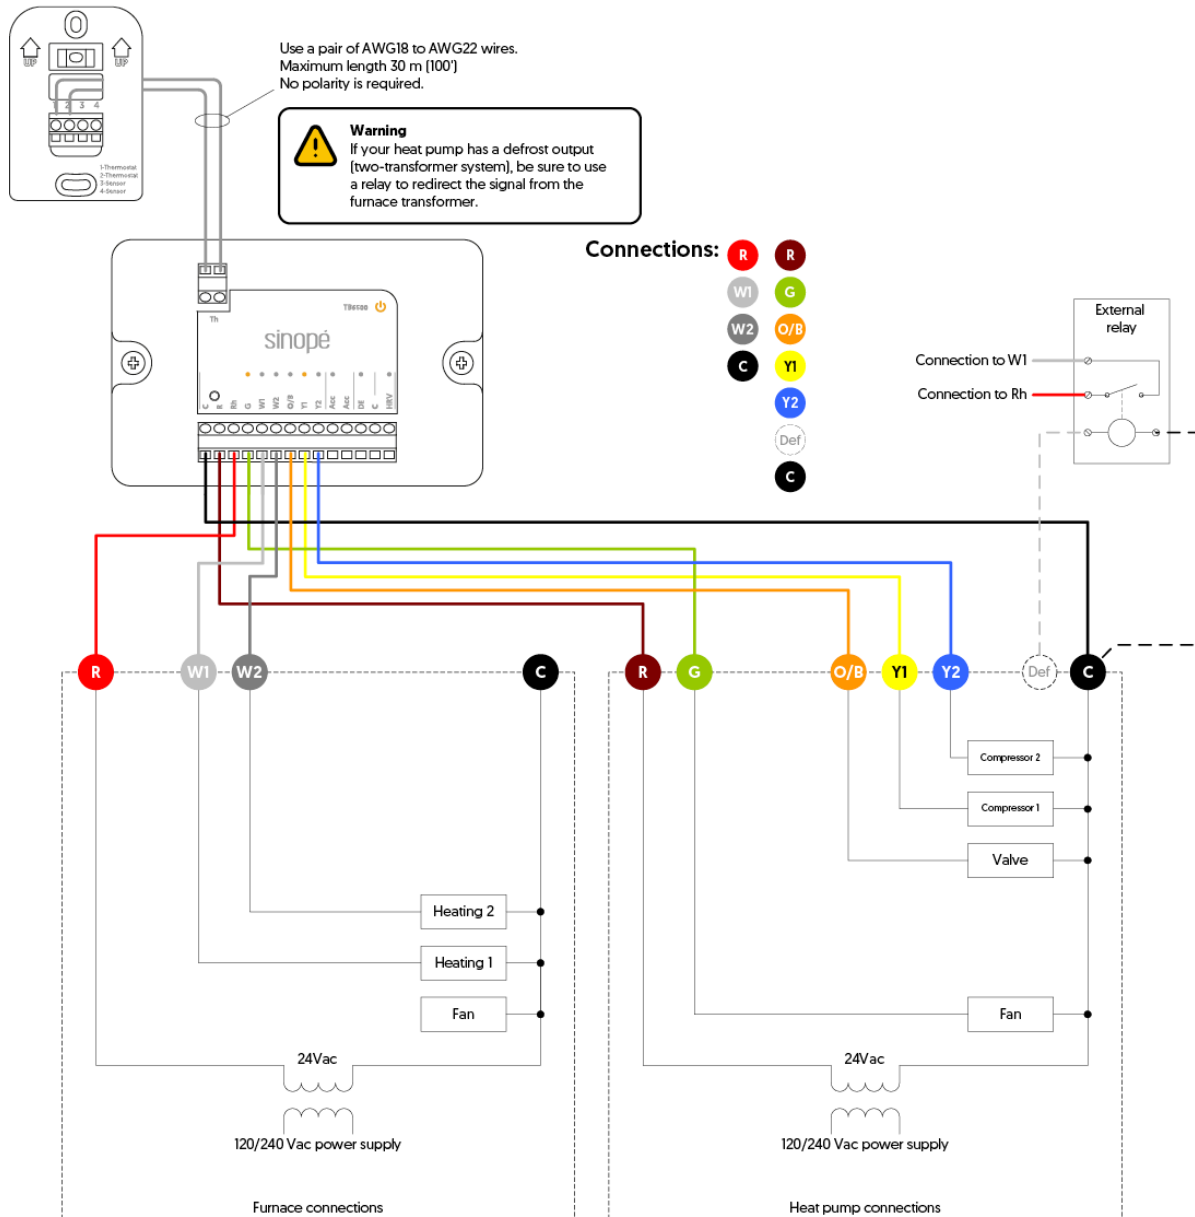 UP
UP
1 2 3 4
1-Thermostat
2-Thermostat
3-Sensor
4-Sensor
Use a pair of AWG18 to AWG22 wires.
Maximum length 30 m (100')
No polarity is required.
Warning
If your heat pump has a defrost output
(two-transformer system), be sure to use
a relay to redirect the signal from the
furnace transformer.
Th
sinopé
C R Rh G W1 W2 O/B Y1 Y2 Acc Acc DE C HRV
Connections:
R R
W1 G
W2 O/B
C Y1
Y2
Def
C
External
relay
Connection to W1
Connection to Rh
R W1 W2 C R G O/B Y1 Y2 Def C
Compressor 2
Compressor 1
Valve
Heating 2
Heating 1
Fan
Fan
24Vac
24Vac
120/240 Vac power supply
120/240 Vac power supply
Furnace connections
Heat pump connections